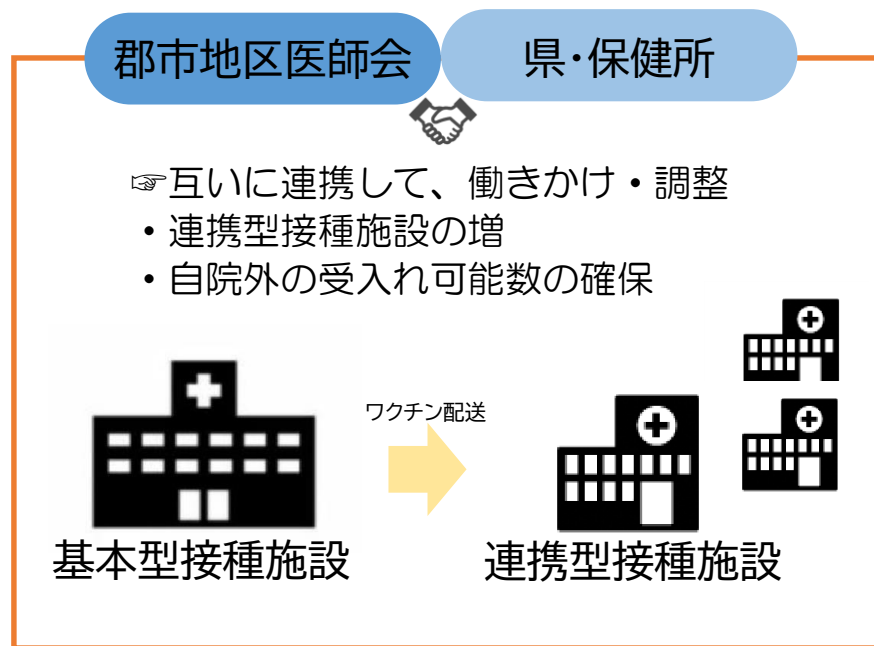 郡市地区医師会
県・保健所
☞互いに連携して、働きかけ・調整
・連携型接種施設の増
・自院外の受入れ可能数の確保
ワクチン配送
基本型接種施設
連携型接種施設